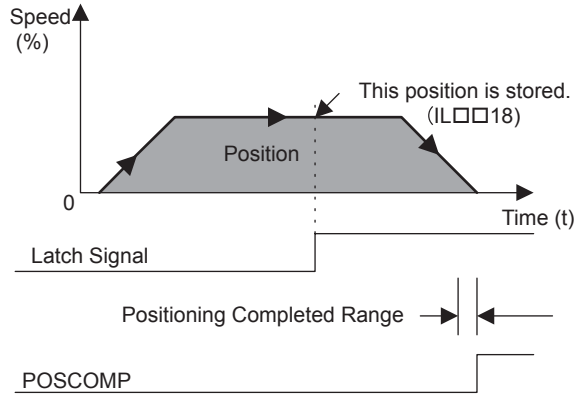 Speed
(%)
This position is stored.
(IL□□18)
Position
0
Time (t)
Latch Signal
Positioning Completed Range
POSCOMP